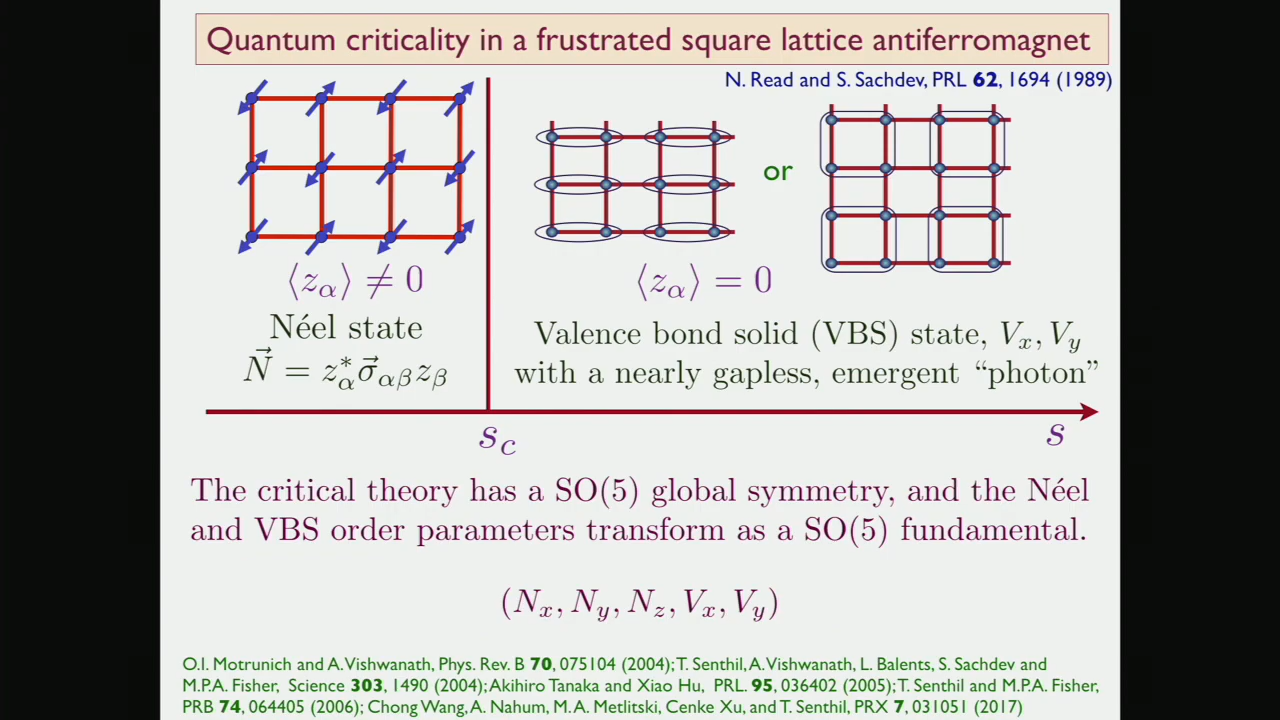 Quantum criticality in a frustrated square lattice antiferromagnet
N. Read and S. Sachdev, PRL 62, 1694 (1989)
or
⟨z_α⟩ ≠ 0
⟨z_α⟩ = 0
Néel state
N⃗ = z*_α σ⃗_αβ z_β
Valence bond solid (VBS) state, V_x, V_y
with a nearly gapless, emergent “photon”
s_c
s
The critical theory has a SO(5) global symmetry, and the Néel
and VBS order parameters transform as a SO(5) fundamental.
(N_x, N_y, N_z, V_x, V_y)
O.I. Motrunich and A. Vishwanath, Phys. Rev. B 70, 075104 (2004); T. Senthil, A. Vishwanath, L. Balents, S. Sachdev and
M.P.A. Fisher, Science 303, 1490 (2004); Akihiro Tanaka and Xiao Hu, PRL. 95, 036402 (2005); T. Senthil and M.P.A. Fisher,
PRB 74, 064405 (2006); Chong Wang, A. Nahum, M. A. Metlitski, Cenke Xu, and T. Senthil, PRX 7, 031051 (2017)